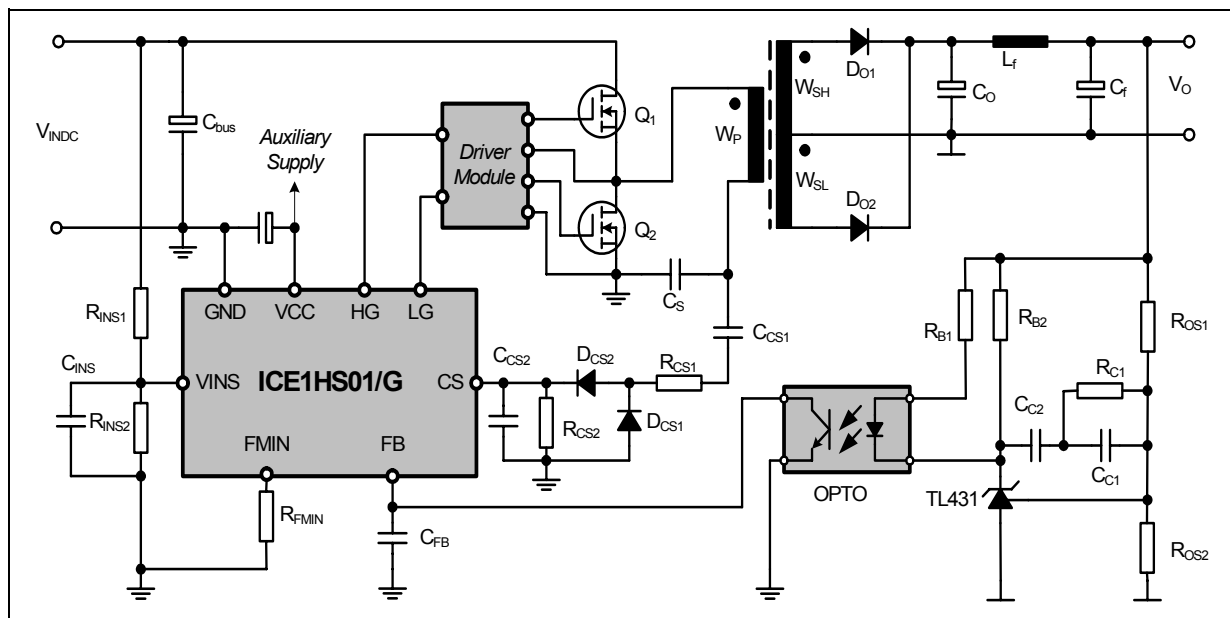 V_INDC
C_bus
Auxiliary
Supply
Driver
Module
Q₁
Q₂
W_P
W_SH
W_SL
D_O1
D_O2
C_O
L_f
C_f
V_O
R_INS1
C_INS
R_INS2
GND
VCC
HG
LG
VINS
ICE1HS01/G
CS
FMIN
FB
R_FMIN
C_FB
C_CS2
D_CS2
R_CS2
D_CS1
R_CS1
C_S
C_CS1
OPTO
R_B1
R_B2
R_OS1
R_C1
C_C2
C_C1
TL431
R_OS2